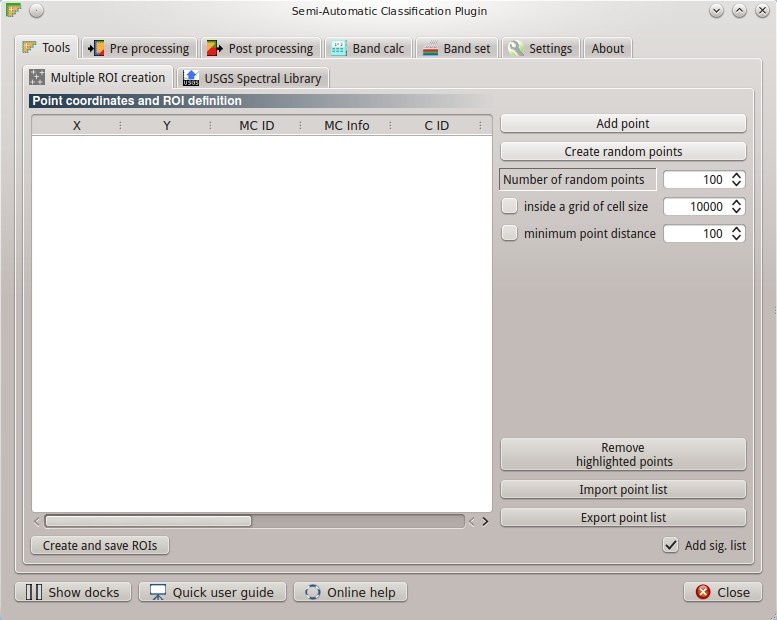 Semi-Automatic Classification Plugin
Tools Pre processing Post processing Band calc Band set Settings About
Multiple ROI creation USGS Spectral Library
Point coordinates and ROI definition
X Y MC ID MC Info C ID
Add point
Create random points
Number of random points 100
inside a grid of cell size 10000
minimum point distance 100
Remove
highlighted points
Import point list
Export point list
Create and save ROIs
Add sig. list
Show docks Quick user guide Online help Close